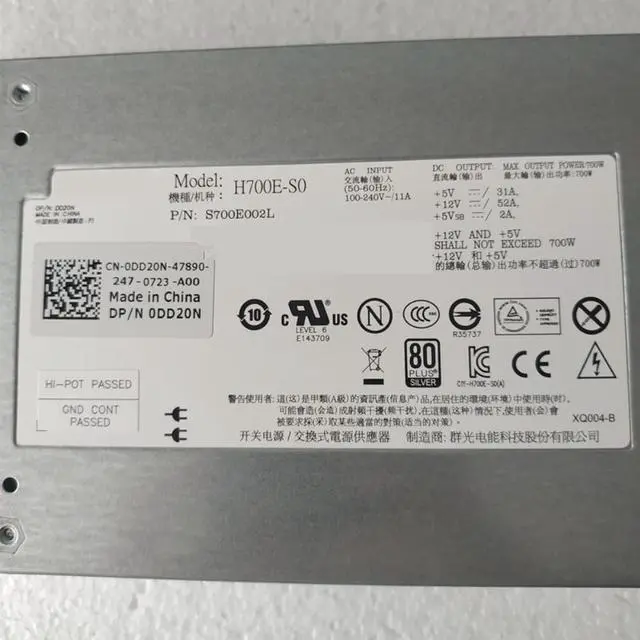 Model: H700E-S0
機種/机种:
P/N: S700E002L
AC INPUT
交流輸(输)入
(50-60Hz):
100-240V~/11A
DC OUTPUT: MAX OUTPUT POWER:700W
直流輸(输)出 最大輸(输)出功率:700W
+5V 31A,
+12V 52A,
+5VSB 2A,
+12V AND +5V
SHALL NOT EXCEED 700W
+12V 和 +5V
的總輸(总输)出功率不超過(过)700W
DP/N: DD20N
MADE IN CHINA
CN-0DD20N-47890-
247-0723-A00
Made in China
DP/N 0DD20N
10
c UL US
LEVEL 6
E143709
N
CCC
R35737
80
PLUS
SILVER
CIY-H700E-S0(A)
CE
HI-POT PASSED
GND CONT
PASSED
警告使用者:這(这)是甲類(A級)的資訊產(信息产)品,在居住的環境(环境)中使用時(时),
可能會造(会造)成射頻干擾(频干扰),在這種(这种)情況下,使用者會(会)
被要求採(采)取某些適當的對策(适当的对策)
XQ004-B
开关电源/交換式電源供應器 制造商:群光电能科技股份有限公司